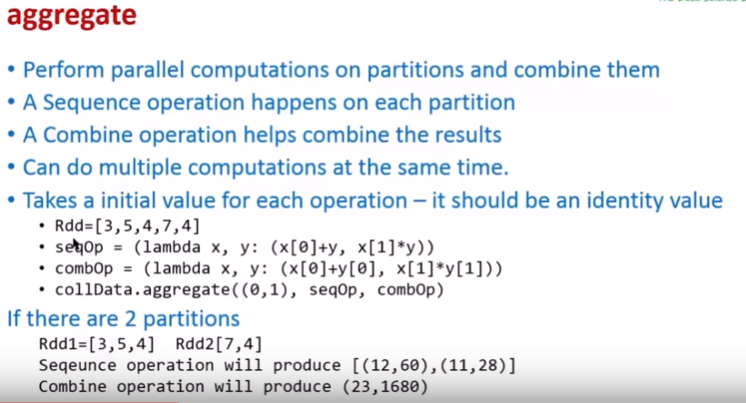 aggregate
• Perform parallel computations on partitions and combine them
• A Sequence operation happens on each partition
• A Combine operation helps combine the results
• Can do multiple computations at the same time.
• Takes a initial value for each operation – it should be an identity value
• Rdd=[3,5,4,7,4]
• seqOp = (lambda x, y: (x[0]+y, x[1]*y))
• combOp = (lambda x, y: (x[0]+y[0], x[1]*y[1]))
• collData.aggregate((0,1), seqOp, combOp)
If there are 2 partitions
Rdd1=[3,5,4] Rdd2[7,4]
Seqeunce operation will produce [(12,60),(11,28)]
Combine operation will produce (23,1680)